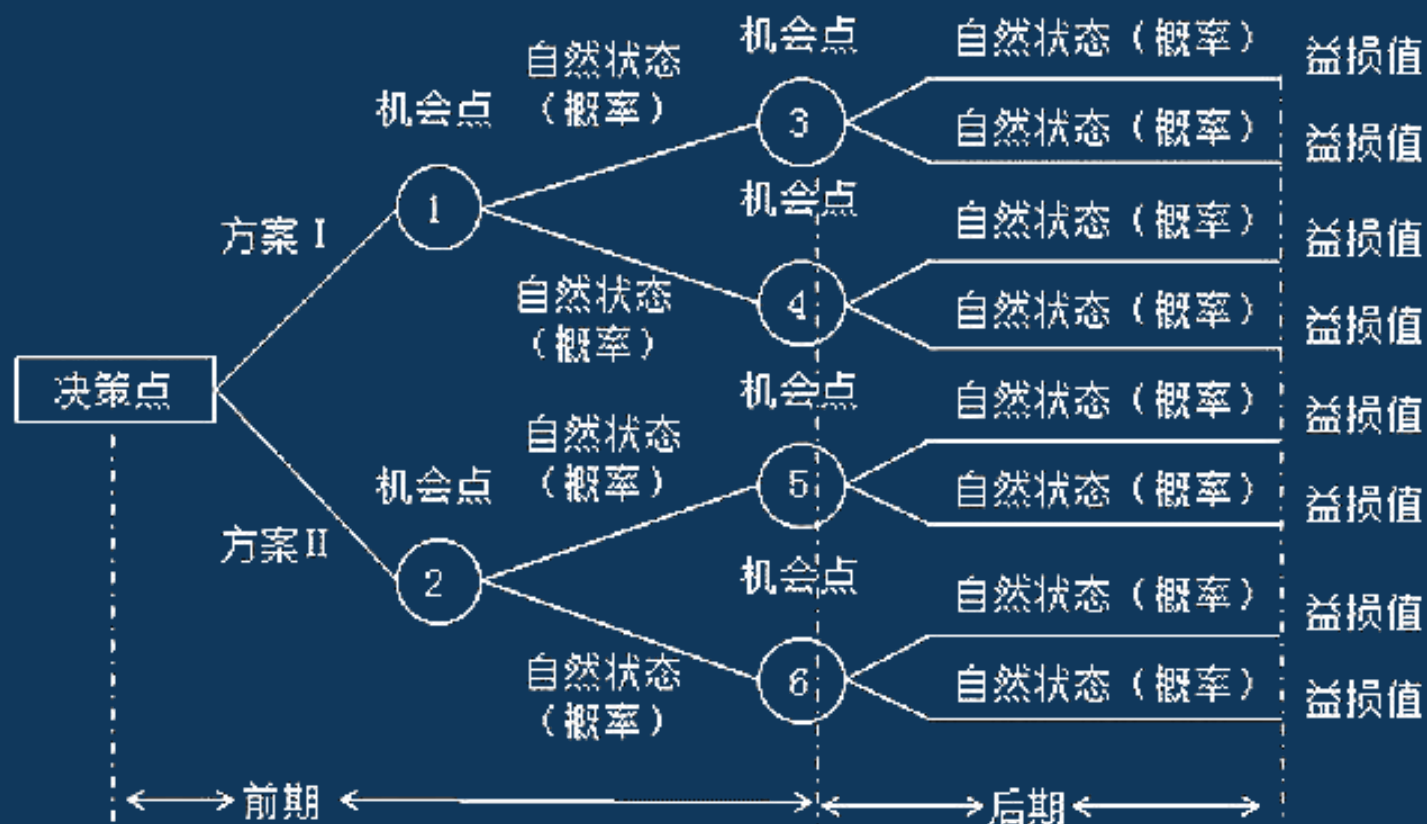 机会点
自然状态（概率）
益损值
自然状态
（概率）
机会点
3
自然状态（概率）
益损值
1
机会点
自然状态（概率）
益损值
方案Ⅰ
自然状态
（概率）
4
自然状态（概率）
益损值
决策点
机会点
自然状态（概率）
益损值
自然状态
（概率）
机会点
5
自然状态（概率）
益损值
方案Ⅱ
2
机会点
自然状态（概率）
益损值
自然状态
（概率）
6
自然状态（概率）
益损值
前期
后期